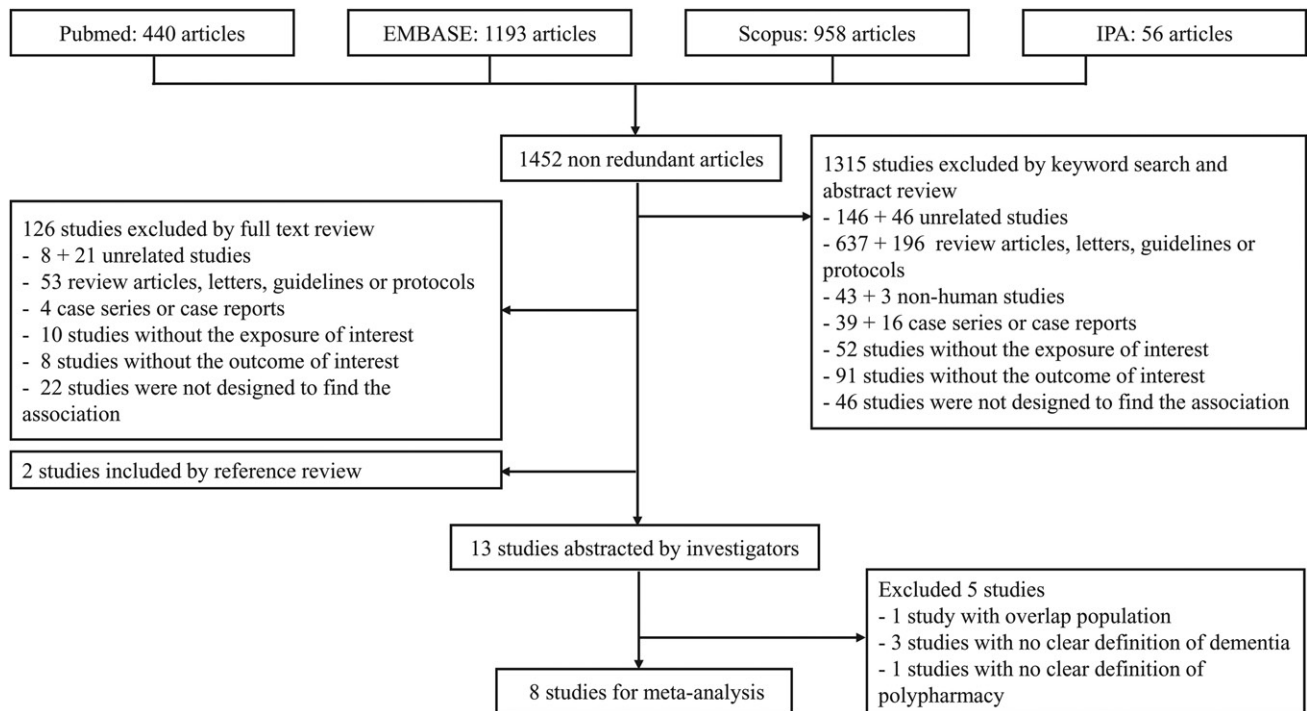 Pubmed: 440 articles
EMBASE: 1193 articles
Scopus: 958 articles
IPA: 56 articles
1452 non redundant articles
1315 studies excluded by keyword search and
abstract review
- 146 + 46 unrelated studies
- 637 + 196 review articles, letters, guidelines or
protocols
- 43 + 3 non-human studies
- 39 + 16 case series or case reports
- 52 studies without the exposure of interest
- 91 studies without the outcome of interest
- 46 studies were not designed to find the association
126 studies excluded by full text review
- 8 + 21 unrelated studies
- 53 review articles, letters, guidelines or protocols
- 4 case series or case reports
- 10 studies without the exposure of interest
- 8 studies without the outcome of interest
- 22 studies were not designed to find the
association
2 studies included by reference review
13 studies abstracted by investigators
Excluded 5 studies
- 1 study with overlap population
- 3 studies with no clear definition of dementia
- 1 studies with no clear definition of
polypharmacy
8 studies for meta-analysis